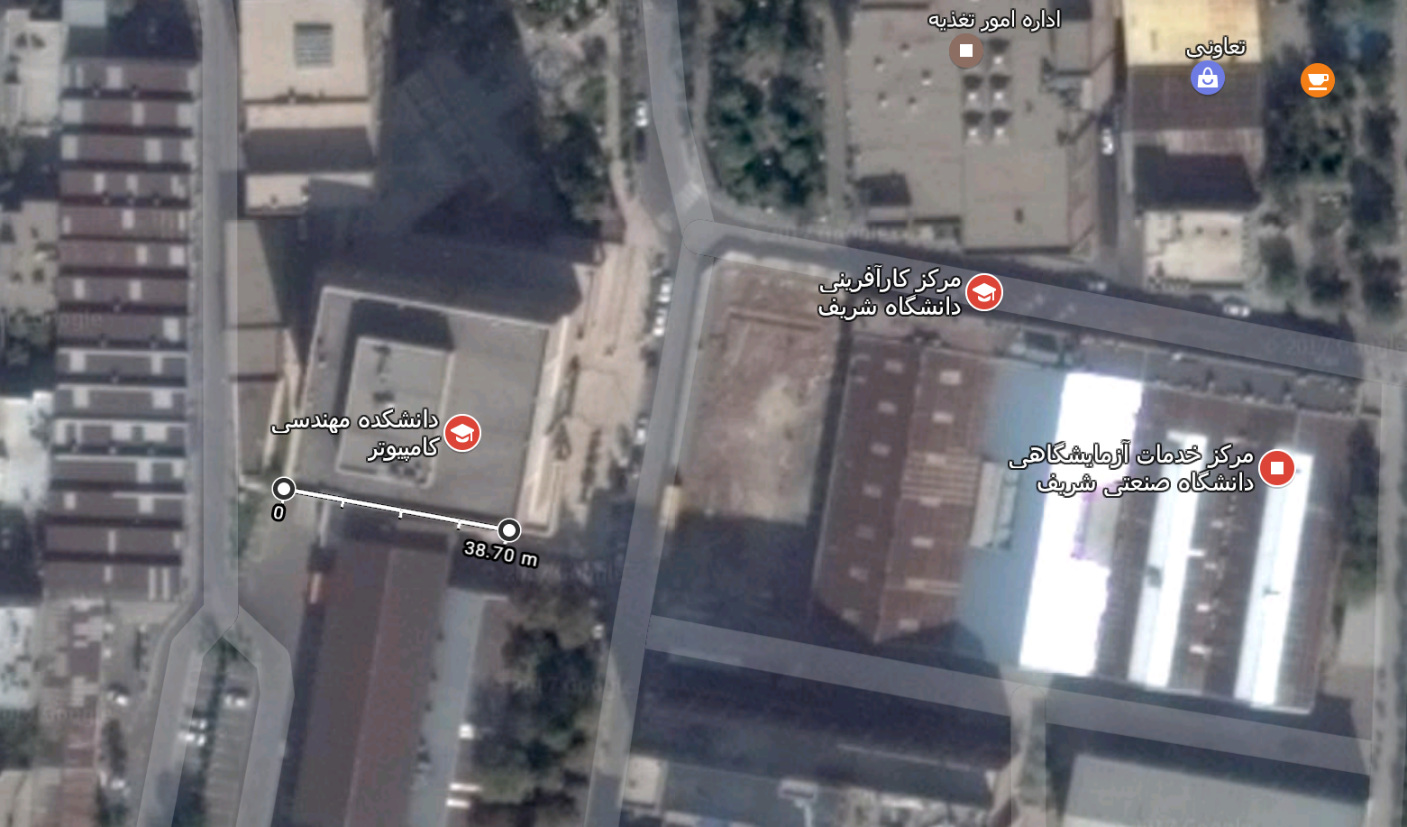 اداره امور تغذیه
تعاونی
مرکز کارآفرینی
دانشگاه شریف
دانشکده مهندسی
کامپیوتر
مرکز خدمات آزمایشگاهی
دانشگاه صنعتی شریف
0
38.70 m